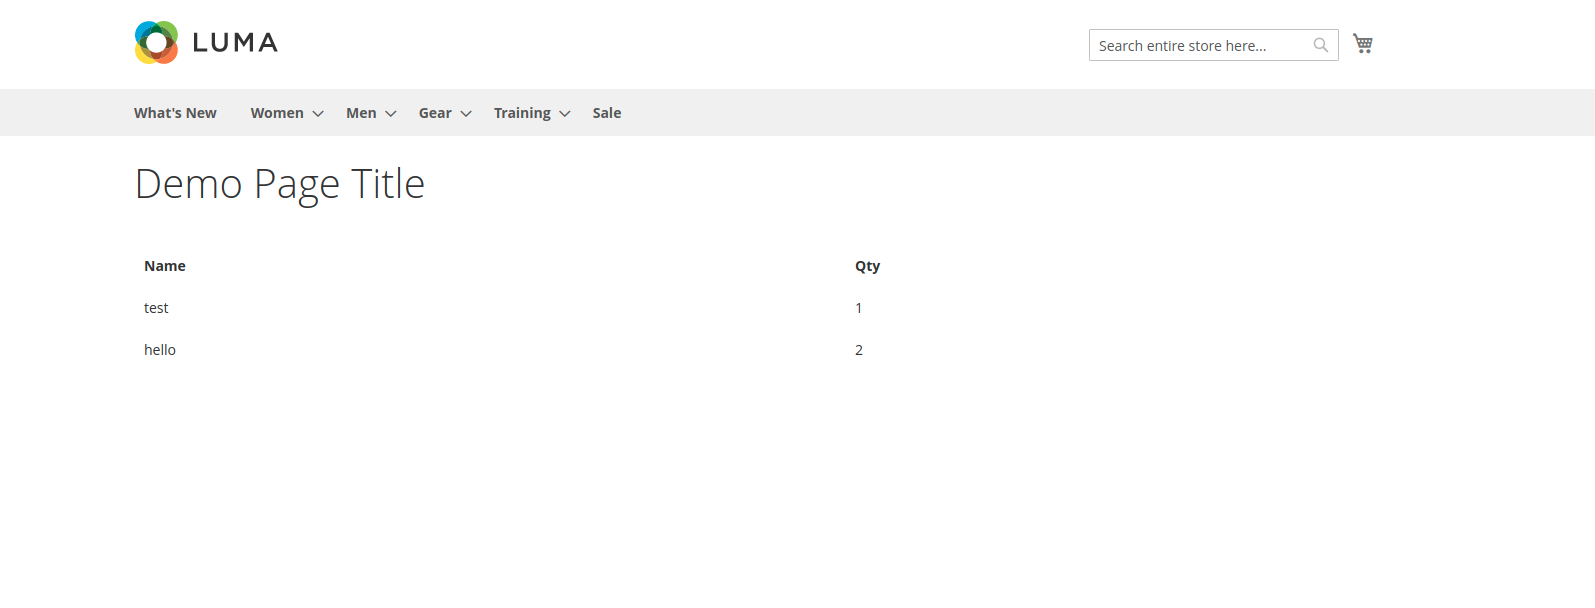 LUMA
Search entire store here...
What's New Women Men Gear Training Sale
Demo Page Title
Name Qty
test 1
hello 2